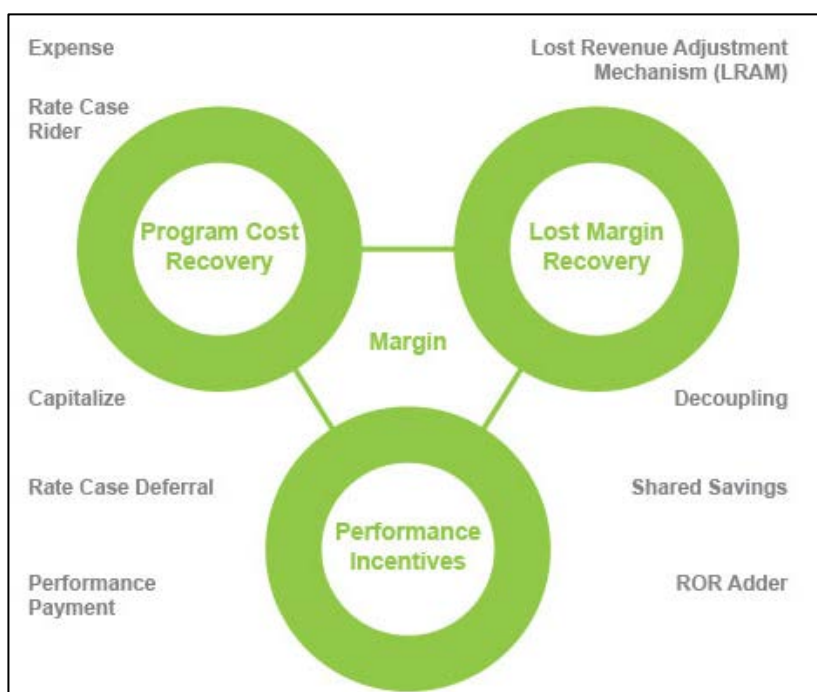 Expense
Lost Revenue Adjustment
Mechanism (LRAM)
Rate Case
Rider
Program Cost
Recovery
Lost Margin
Recovery
Margin
Capitalize
Decoupling
Rate Case Deferral
Shared Savings
Performance
Incentives
Performance
Payment
ROR Adder